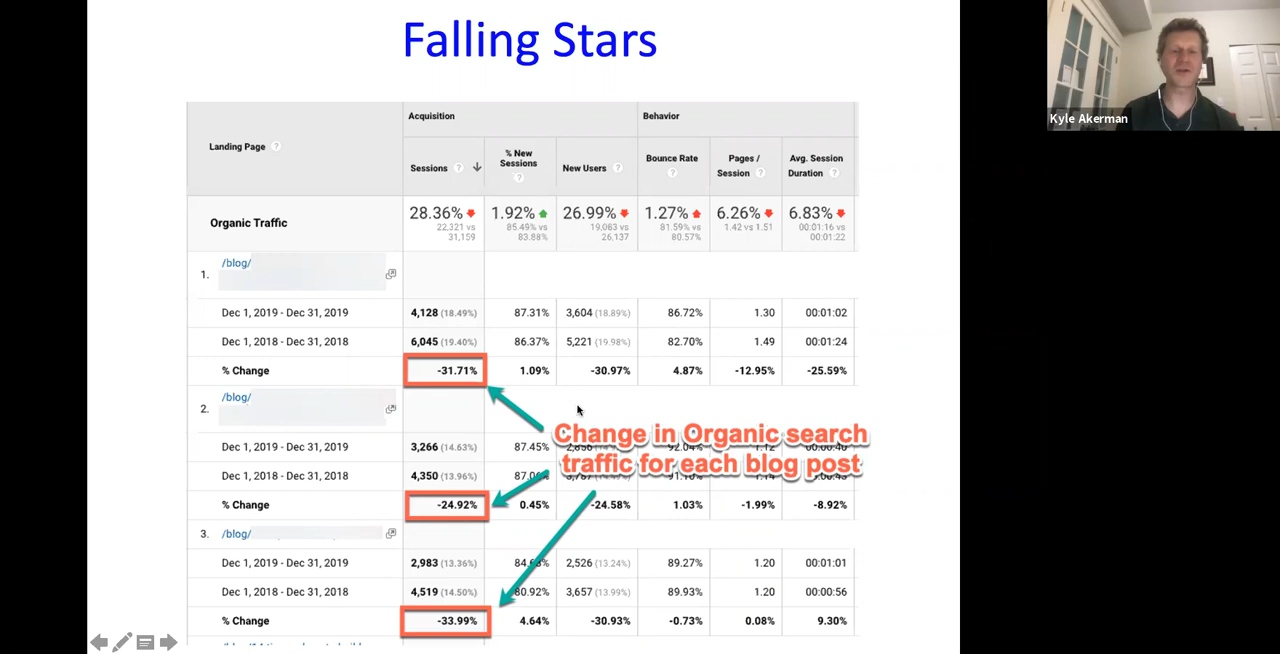 Falling Stars
Kyle Akerman
Acquisition Behavior
Landing Page ? Sessions ? % New Sessions ? New Users ? Bounce Rate ? Pages / Session ? Avg. Session Duration ?
Organic Traffic 28.36% 1.92% 26.99% 1.27% 6.26% 6.83%
22,321 vs 31,159 85.49% vs 83.88% 19,083 vs 26,137 81.59% vs 80.57% 1.42 vs 1.51 00:01:16 vs 00:01:22
1. /blog/
Dec 1, 2019 - Dec 31, 2019 4,128 (18.49%) 87.31% 3,604 (18.89%) 86.72% 1.30 00:01:02
Dec 1, 2018 - Dec 31, 2018 6,045 (19.40%) 86.37% 5,221 (19.98%) 82.70% 1.49 00:01:24
% Change -31.71% 1.09% -30.97% 4.87% -12.95% -25.59%
2. /blog/
Change in Organic search
traffic for each blog post
Dec 1, 2019 - Dec 31, 2019 3,266 (14.63%) 87.45%
Dec 1, 2018 - Dec 31, 2018 4,350 (13.96%)
% Change -24.92% 0.45% -24.58% 1.03% -1.99% -8.92%
3. /blog/
Dec 1, 2019 - Dec 31, 2019 2,983 (13.36%) 2,526 (13.24%) 89.27% 1.20 00:01:01
Dec 1, 2018 - Dec 31, 2018 4,519 (14.50%) 80.92% 3,657 (13.99%) 89.93% 1.20 00:00:56
% Change -33.99% 4.64% -30.93% -0.73% 0.08% 9.30%